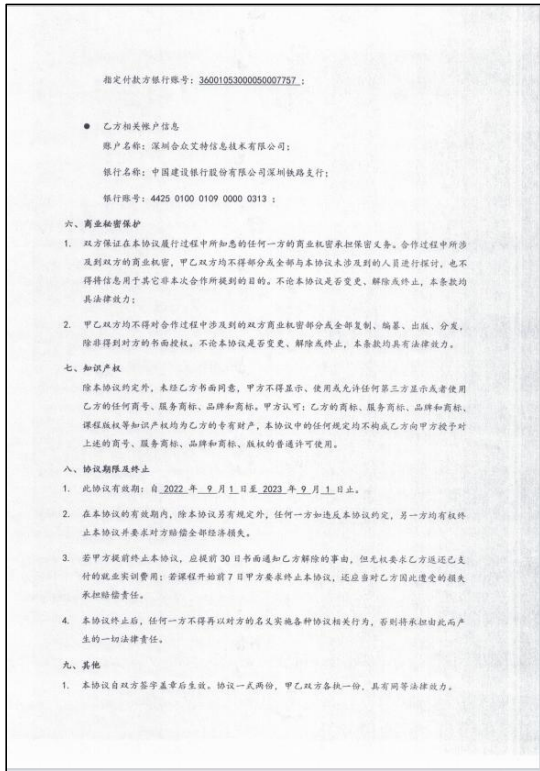 指定付款方银行账号：36001053000050007757；
● 乙方相关帐户信息
账户名称：深圳合众艾特信息技术有限公司；
银行名称：中国建设银行股份有限公司深圳铁路支行；
银行账号：4425 0100 0109 0000 0313；
六、商业秘密保护
1. 双方保证在本协议履行过程中所知悉的任何一方的商业机密承担保密义务。合作过程中所涉
及到双方的商业机密，甲乙双方均不得部分或全部与本协议未涉及到的人员进行探讨，也不
得将信息用于其它非本次合作所提到的目的。不论本协议是否变更、解除或终止，本条款均
具法律效力；
2. 甲乙双方均不得对合作过程中涉及到的双方商业机密部分或全部复制、编纂、出版、分发，
除非得到对方的书面授权。不论本协议是否变更、解除或终止，本条款均具有法律效力。
七、知识产权
除本协议约定外，未经乙方书面同意，甲方不得显示、使用或允许任何第三方显示或者使用
乙方的任何商号、服务商标、品牌和商标。甲方认可：乙方的商标、服务商标、品牌和商标、
课程版权等知识产权均为乙方的专有财产，本协议中的任何规定均不构成乙方向甲方授予对
上述的商号、服务商标、品牌和商标、版权的普通许可使用。
八、协议期限及终止
1. 此协议有效期：自 2022 年 9 月 1 日至 2023 年 9 月 1 日止。
2. 在本协议的有效期内，除本协议另有规定外，任何一方如违反本协议约定，另一方均有权终
止本协议并要求对方赔偿全部经济损失。
3. 若甲方提前终止本协议，应提前 30 日书面通知乙方解除的事由，但无权要求乙方返还已支
付的就业实训费用；若课程开始前 7 日甲方要求终止本协议，还应当对乙方因此遭受的损失
承担赔偿责任。
4. 本协议终止后，任何一方不得再以对方的名义实施各种协议相关行为，否则将承担由此而产
生的一切法律责任。
九、其他
1. 本协议自双方签字盖章后生效。协议一式两份，甲乙双方各执一份，具有同等法律效力。